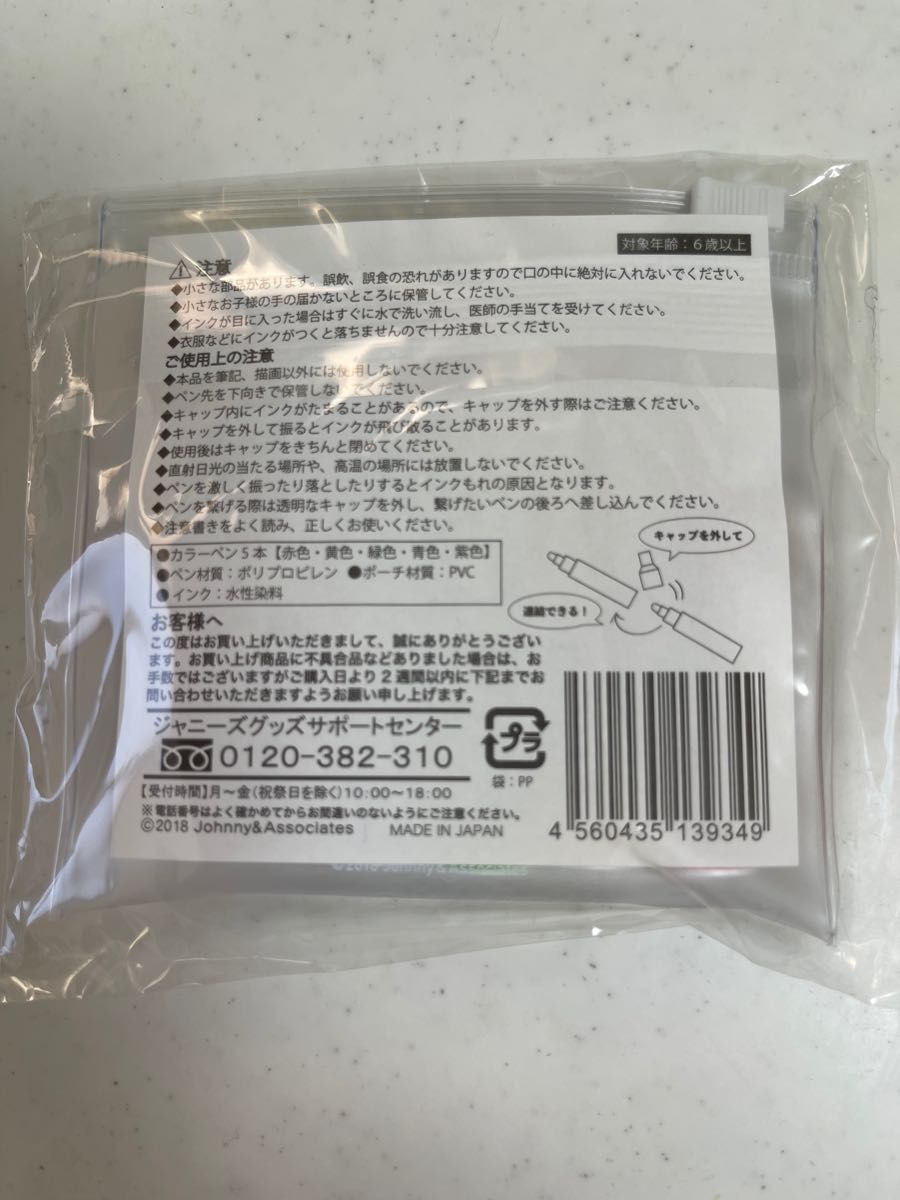 対象年齢：６歳以上
注意
◆小さな部品があります。誤飲、誤食の恐れがありますので口の中に絶対に入れないでください。
◆小さなお子様の手の届かないところに保管してください。
◆インクが目に入った場合はすぐに水で洗い流し、医師の手当てを受けてください。
◆衣服などにインクがつくと落ちませんので十分注意してください。
ご使用上の注意
◆本品を筆記、描画以外には使用しないでください。
◆ペン先を下向きで保管しないでください。
◆キャップ内にインクがたまることがあるので、キャップを外す際はご注意ください。
◆キャップを外して振るとインクが飛び散ることがあります。
◆使用後はキャップをきちんと閉めてください。
◆直射日光の当たる場所や、高温の場所には放置しないでください。
◆ペンを激しく振ったり落としたりするとインクもれの原因となります。
◆ペンを繋げる際は透明なキャップを外し、繋げたいペンの後ろへ差し込んでください。
◆注意書きをよく読み、正しくお使いください。
キャップを外して
連結できる！
●カラーペン５本【赤色・黄色・緑色・青色・紫色】
●ペン材質：ポリプロピレン ●ポーチ材質：PVC
●インク：水性染料
お客様へ
この度はお買い上げいただきまして、誠にありがとうござい
ます。お買い上げ商品に不具合品などありました場合は、お
手数ではございますがご購入日より２週間以内に下記までお
問い合わせいただきますようお願い申し上げます。
ジャニーズグッズサポートセンター
0120-382-310
【受付時間】月〜金（祝祭日を除く）10:00〜18:00
※電話番号はよく確かめてからお間違いのないようにご注意ください。
©2018 Johnny&Associates MADE IN JAPAN
プラ
袋：PP
4 560435 139349
©2018 Johnny & Associates